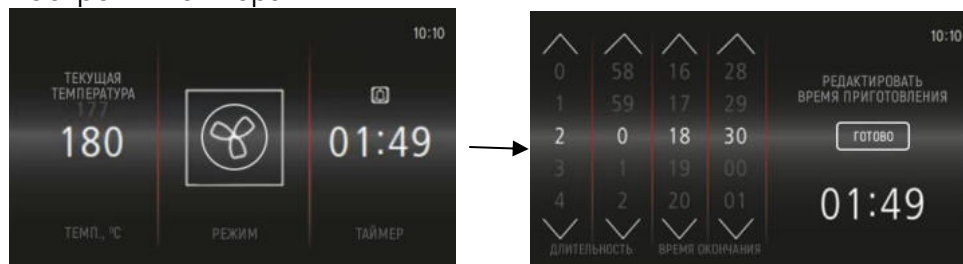 10:10
ТЕКУЩАЯ
ТЕМПЕРАТУРА
177
180
01:49
ТЕМП., °C
РЕЖИМ
ТАЙМЕР
10:10
0 58 16 28
1 59 17 29
2 0 18 30
3 1 19 00
4 2 20 01
ДЛИТЕЛЬНОСТЬ ВРЕМЯ ОКОНЧАНИЯ
РЕДАКТИРОВАТЬ
ВРЕМЯ ПРИГОТОВЛЕНИЯ
ГОТОВО
01:49